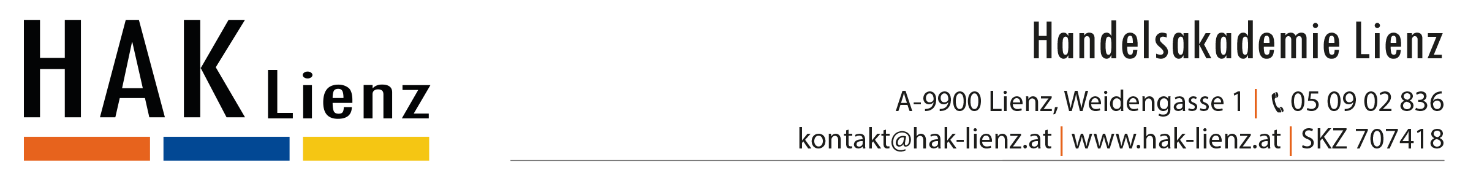 HAK Lienz
Handelsakademie Lienz
A-9900 Lienz, Weidengasse 1 | 05 09 02 836
kontakt@hak-lienz.at | www.hak-lienz.at | SKZ 707418